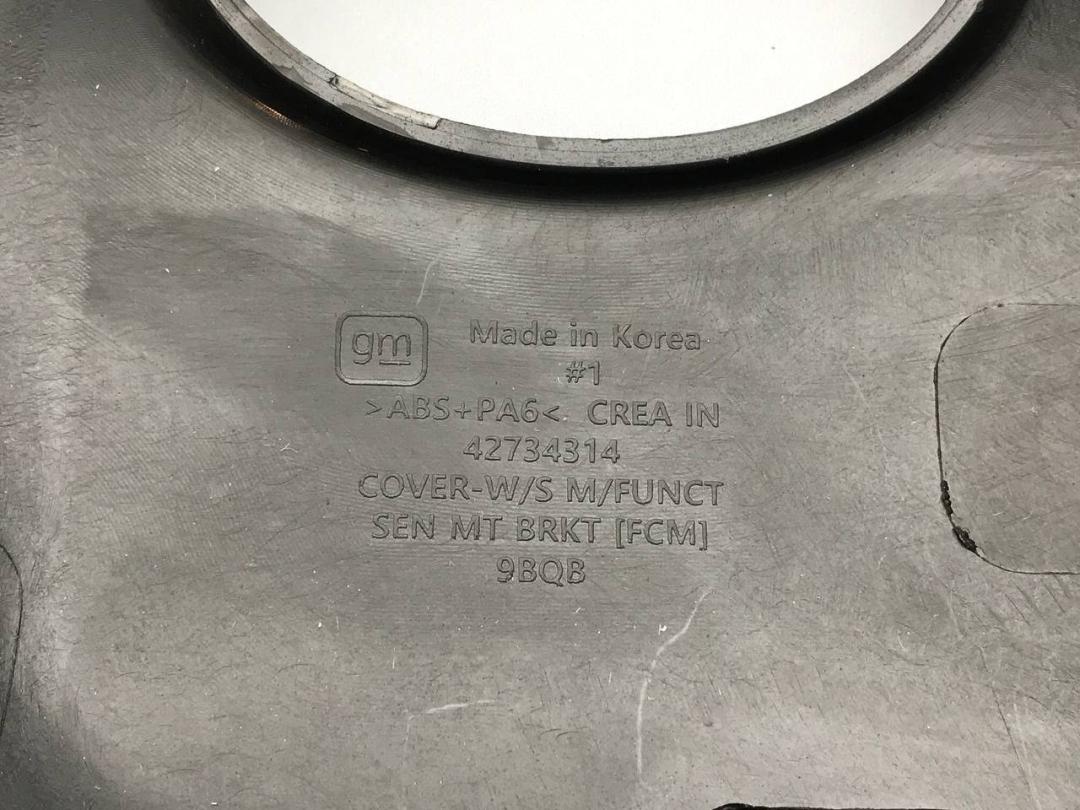 gm Made in Korea
#1
>ABS+PA6< CREA IN
42734314
COVER-W/S M/FUNCT
SEN MT BRKT [FCM]
9BQB